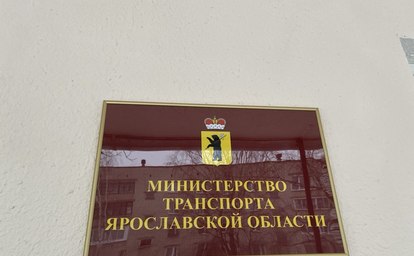 МИНИСТЕРСТВО
ТРАНСПОРТА
ЯРОСЛАВСКОЙ ОБЛАСТИ